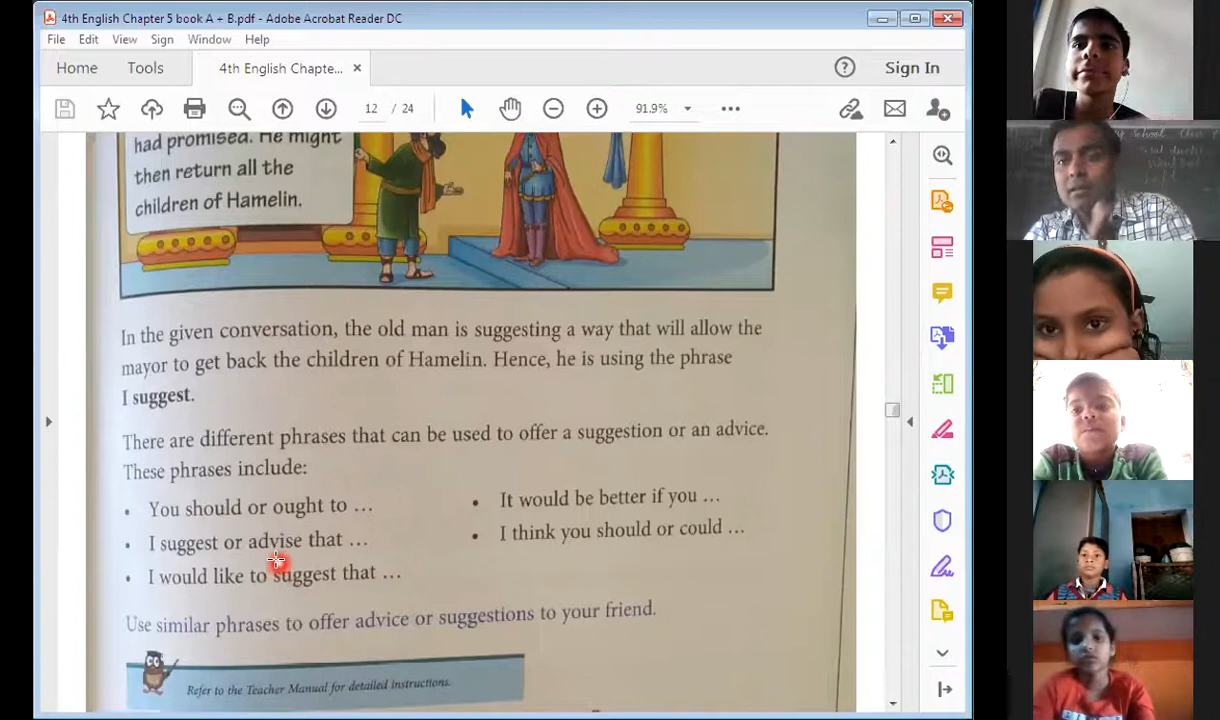 4th English Chapter 5 book A + B.pdf - Adobe Acrobat Reader DC
File Edit View Sign Window Help
Home Tools 4th English Chapte... × Sign In
12 / 24 91.9%
had promised. He might
then return all the
children of Hamelin.
In the given conversation, the old man is suggesting a way that will allow the
mayor to get back the children of Hamelin. Hence, he is using the phrase
I suggest.
There are different phrases that can be used to offer a suggestion or an advice.
These phrases include:
• You should or ought to ...
• I suggest or advise that ...
• I would like to suggest that ...
• It would be better if you ...
• I think you should or could ...
Use similar phrases to offer advice or suggestions to your friend.
Refer to the Teacher Manual for detailed instructions.